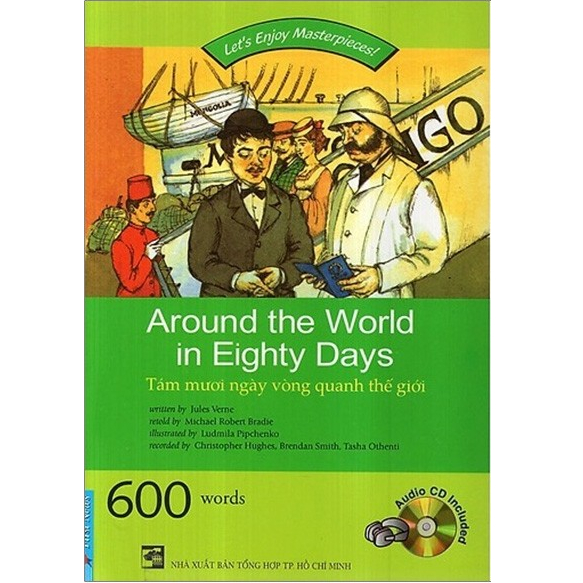 Let's Enjoy Masterpieces!
MONGOLIA
NGO
Around the World
in Eighty Days
Tám mươi ngày vòng quanh thế giới
written by Jules Verne
retold by Michael Robert Bradie
illustrated by Ludmila Pipchenko
recorded by Christopher Hughes, Brendan Smith, Tasha Othenti
600 words
Audio CD Included
NHÀ XUẤT BẢN TỔNG HỢP TP. HỒ CHÍ MINH